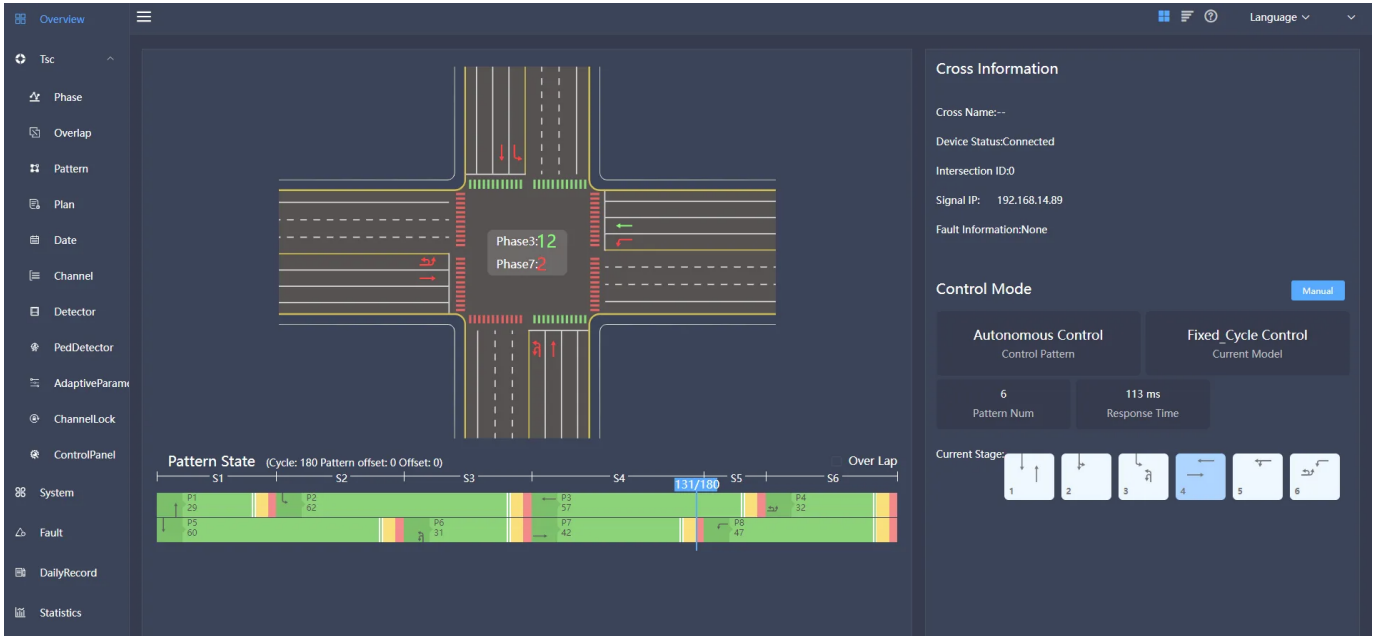 Overview
Language
Tsc
Phase
Overlap
Pattern
Plan
Date
Channel
Detector
PedDetector
AdaptiveParame
ChannelLock
ControlPanel
System
Fault
DailyRecord
Statistics
Phase3:12
Phase7:2
Pattern State (Cycle: 180 Pattern offset: 0 Offset: 0)
Over Lap
S1 S2 S3 S4 S5 S6
131/180
P1 P2 P3 P4
29 62 57 32
P5 P6 P7 P8
60 31 42 47
Cross Information
Cross Name:--
Device Status:Connected
Intersection ID:0
Signal IP: 192.168.14.89
Fault Information:None
Control Mode
Manual
Autonomous Control
Control Pattern
Fixed_Cycle Control
Current Model
6
Pattern Num
113 ms
Response Time
Current Stage:
1 2 3 4 5 6